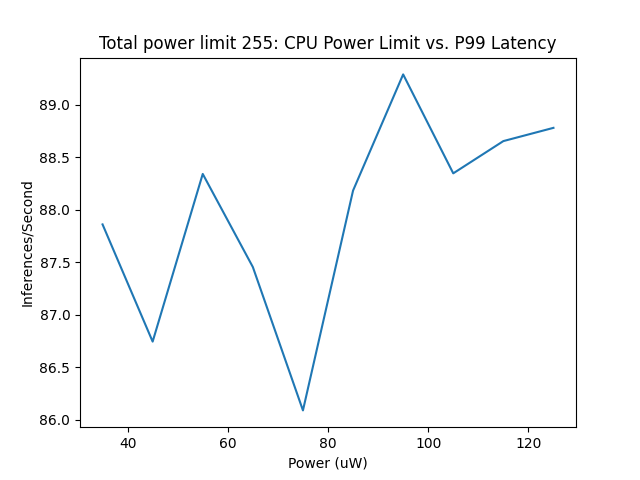 Total power limit 255: CPU Power Limit vs. P99 Latency
Inferences/Second
89.0
88.5
88.0
87.5
87.0
86.5
86.0
40 60 80 100 120
Power (uW)